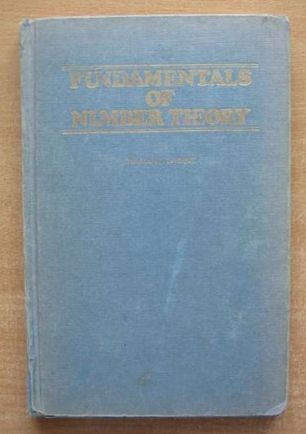 FUNDAMENTALS
OF
NUMBER THEORY